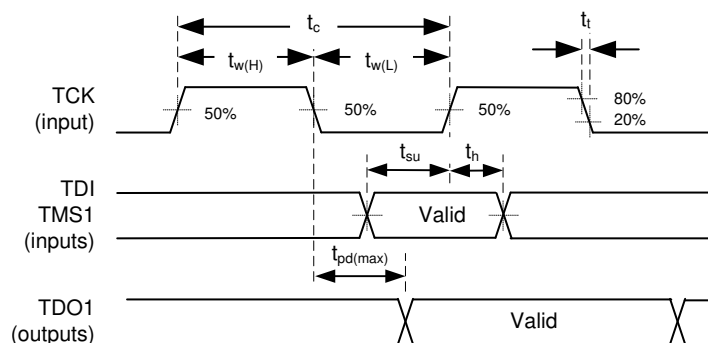 tc
tt
tw(H) tw(L)
TCK
(input)
50% 50% 50% 80%
20%
tsu th
TDI
TMS1
(inputs)
Valid
tpd(max)
TDO1
(outputs)
Valid